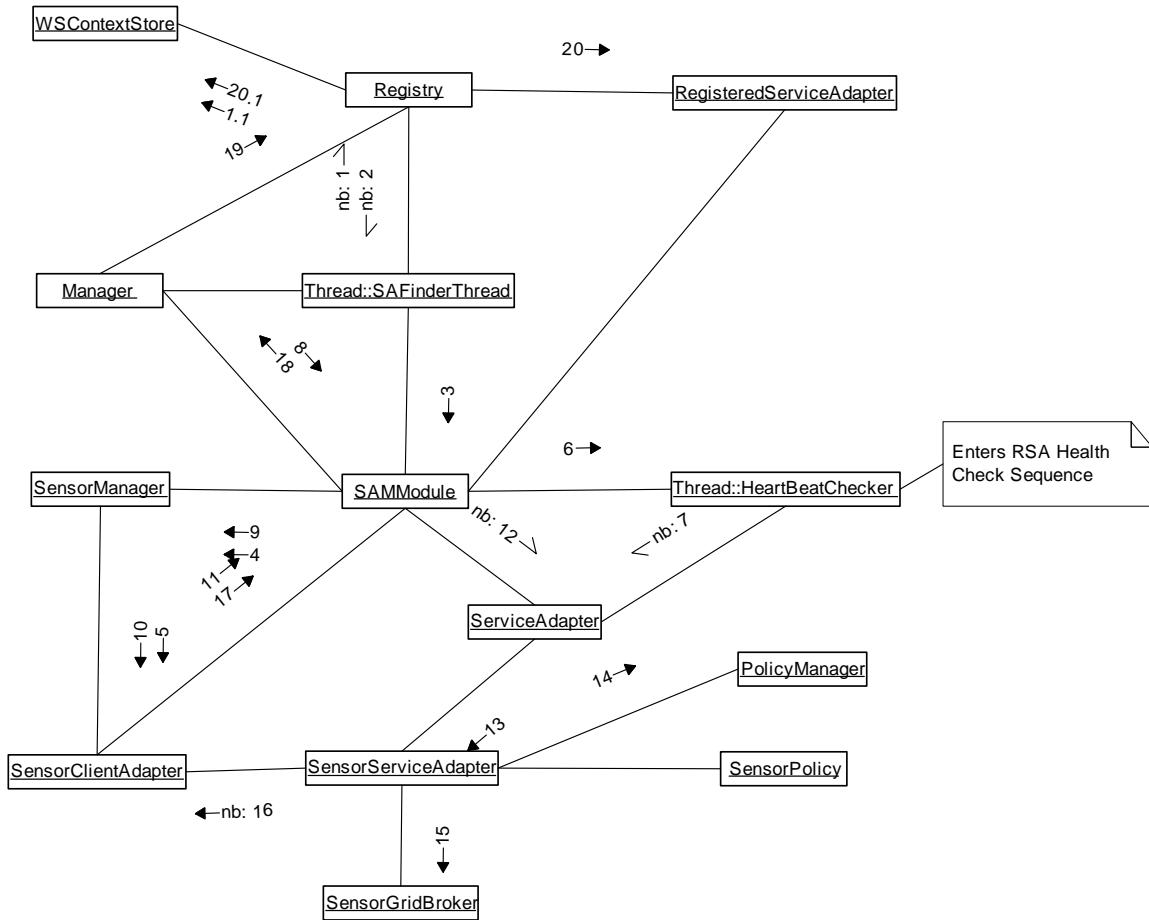 WSContextStore
20
Registry
RegisteredServiceAdapter
20.1
1.1
19
nb: 1
nb: 2
Manager
Thread::SAFinderThread
8
18
3
6
Enters RSA Health
Check Sequence
SensorManager
SAMModule
Thread::HeartBeatChecker
nb: 12
nb: 7
9
4
11
17
ServiceAdapter
10
5
14
PolicyManager
13
SensorClientAdapter
SensorServiceAdapter
SensorPolicy
nb: 16
15
SensorGridBroker